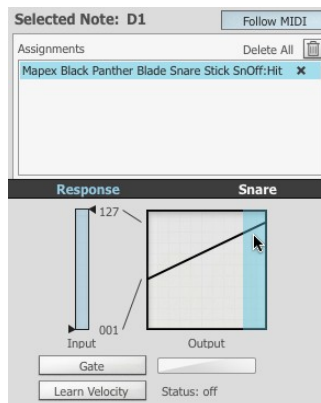 Selected Note: D1 Follow MIDI
Assignments Delete All
Mapex Black Panther Blade Snare Stick SnOff:Hit ×
Response Snare
127
001
Input Output
Gate
Learn Velocity Status: off